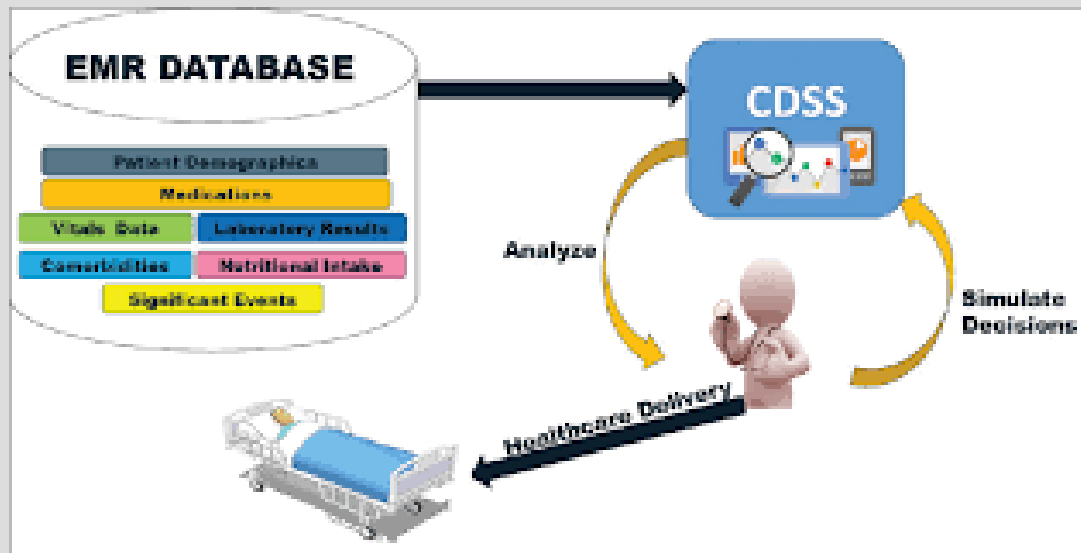 EMR DATABASE
CDSS
Patient Demographics
Medications
Vitals Data
Laboratory Results
Comorbidities
Nutritional Intake
Significant Events
Analyze
Simulate
Decisions
Healthcare Delivery